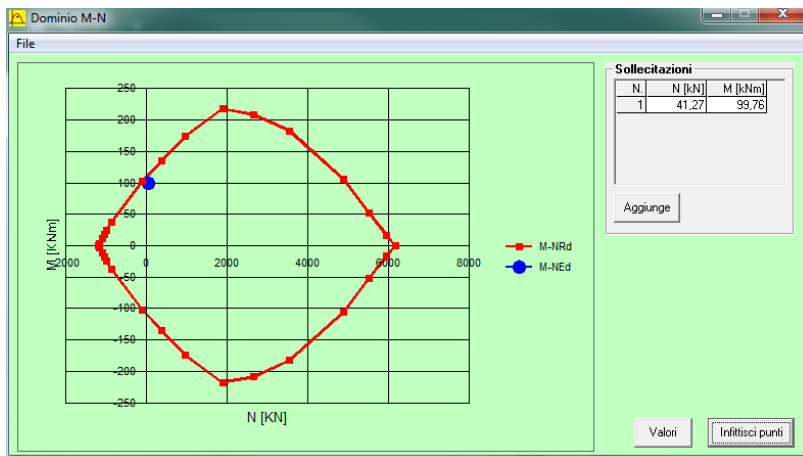 Dominio M-N
File
250
200
150
100
50
0
-50
-100
-150
-200
-250
-2000
0
2000
4000
6000
8000
M [KNm]
N [KN]
M-NRd
M-NEd
Sollecitazioni
N. N [kN] M [kNm]
1 41,27 99,76
Aggiunge
Valori
Infittisci punti